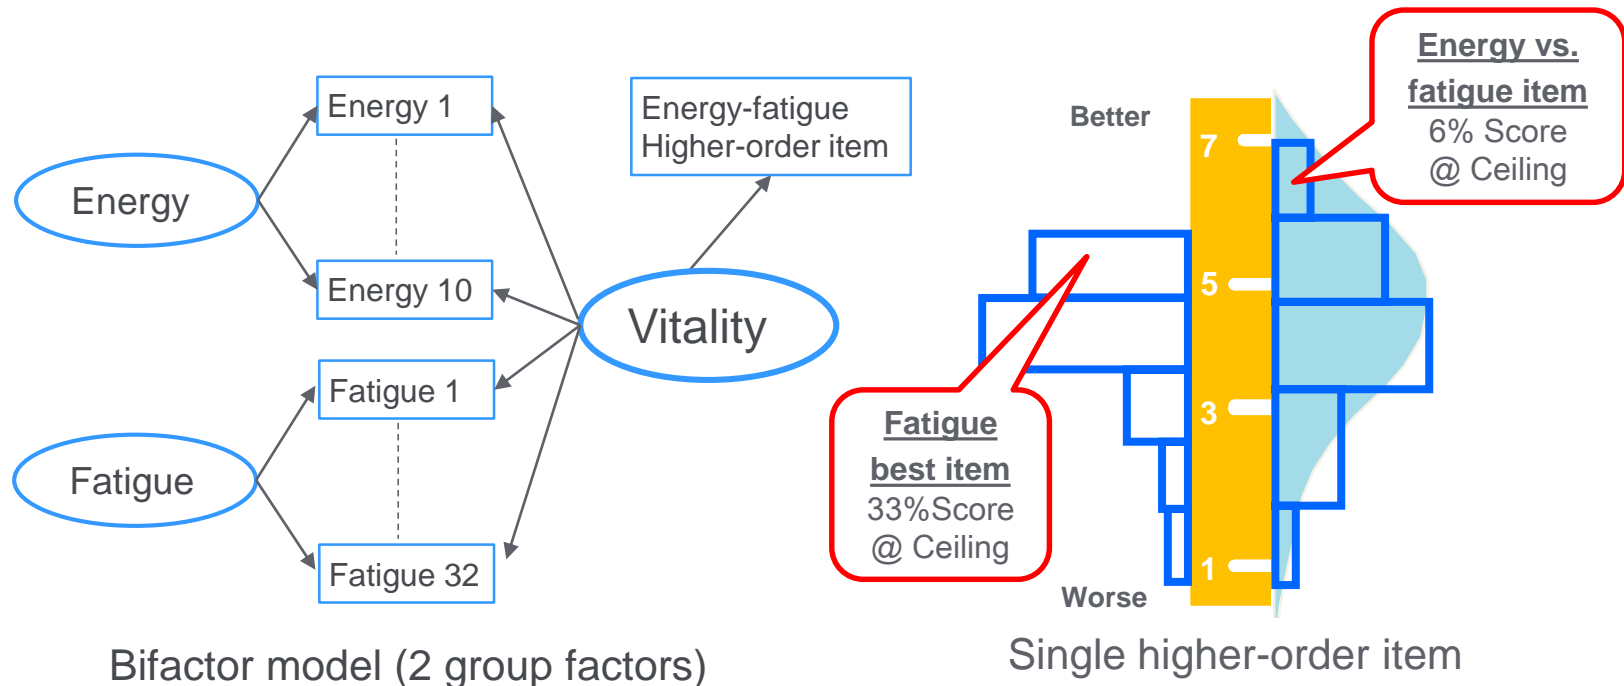 Energy 1
Energy
Energy 10
Fatigue 1
Fatigue
Fatigue 32
Energy-fatigue
Higher-order item
Vitality
Bifactor model (2 group factors)
Better
7
5
3
1
Worse
Energy vs.
fatigue item
6% Score
@ Ceiling
Fatigue
best item
33%Score
@ Ceiling
Single higher-order item